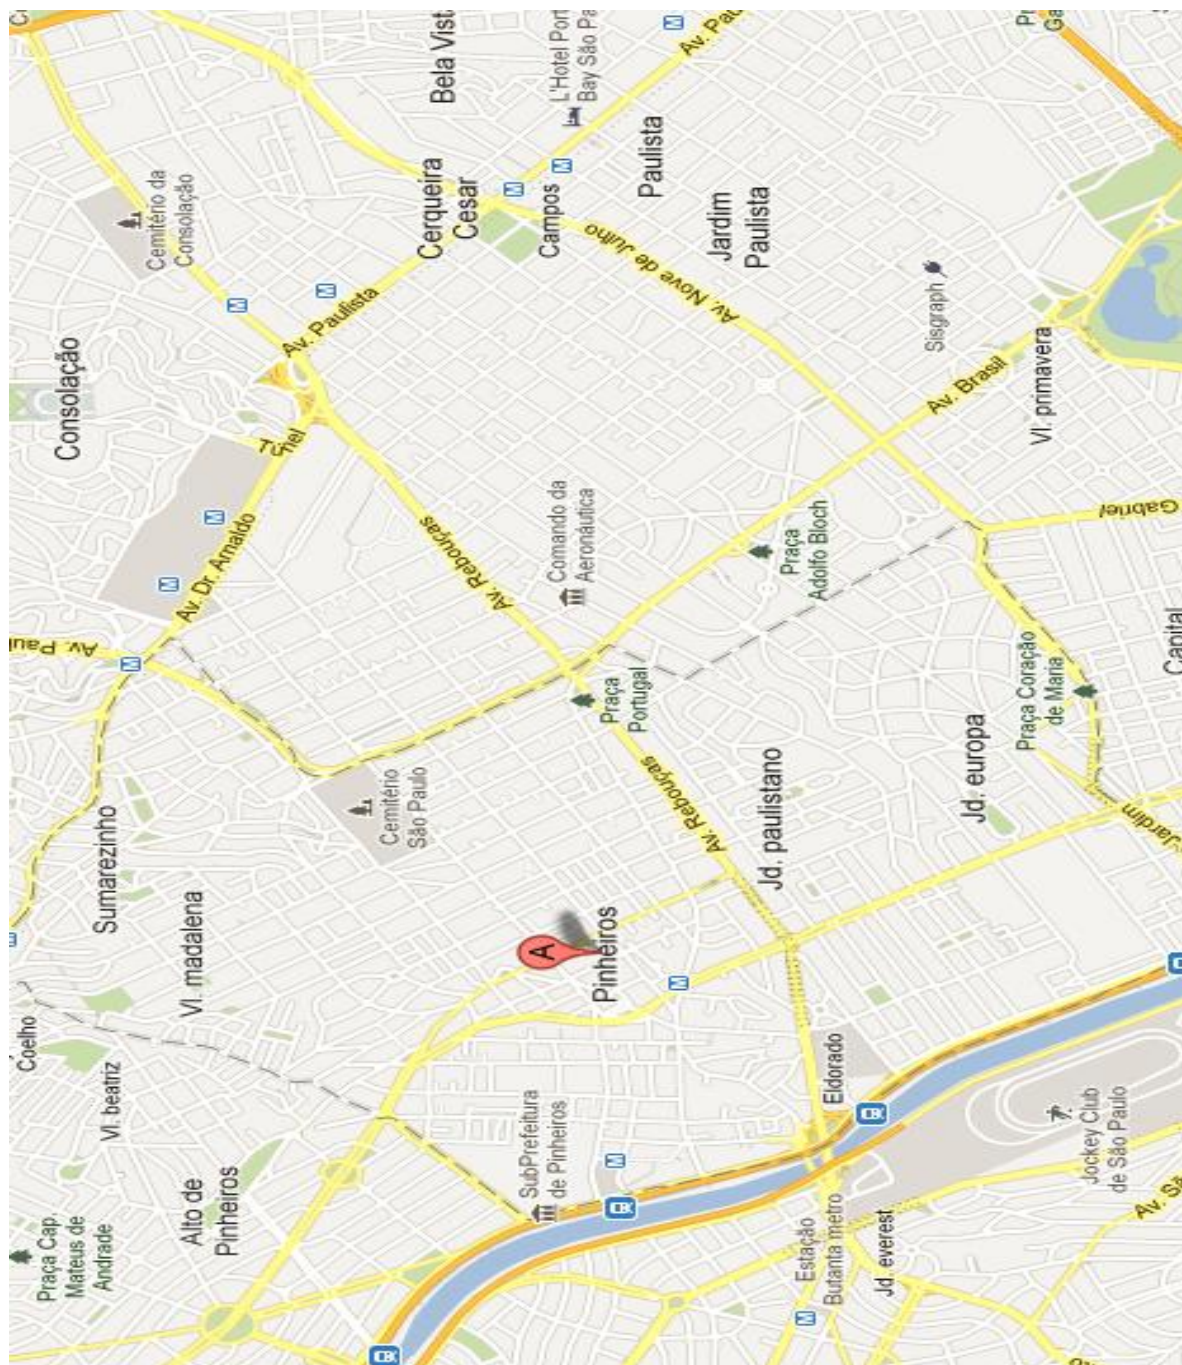 Praça Cap.
Mateus de
Andrade
Alto de
Pinheiros
Vl. beatriz
Coelho
Vl. madalena
Sumarezinho
Consolação
Cemitério da
Consolação
Av. Dr. Arnaldo
Av. Paulista
Cemitério
São Paulo
SubPrefeitura
de Pinheiros
A
Pinheiros
Av. Rebouças
Cerqueira
Cesar
Bela Vist
Campos
L'Hotel Port
Bay São Pa
Av. Pau
Paulista
Jardim
Paulista
Av. Nove de Julho
Comando da
Aeronáutica
Praça
Portugal
Av. Rebouças
Jd. paulistano
Praça
Adolfo Bloch
Av. Brasil
Sisgraph
Vl. primavera
Gabriel
Praça Coração
de Maria
Jd. europa
Jardim
Capital
Eldorado
Estação
Butanta metro
Jd. everest
Jockey Club
de São Paulo
Av. Sa
Av. Paul
M
M
M
M
M
M
M
M
M
M
M